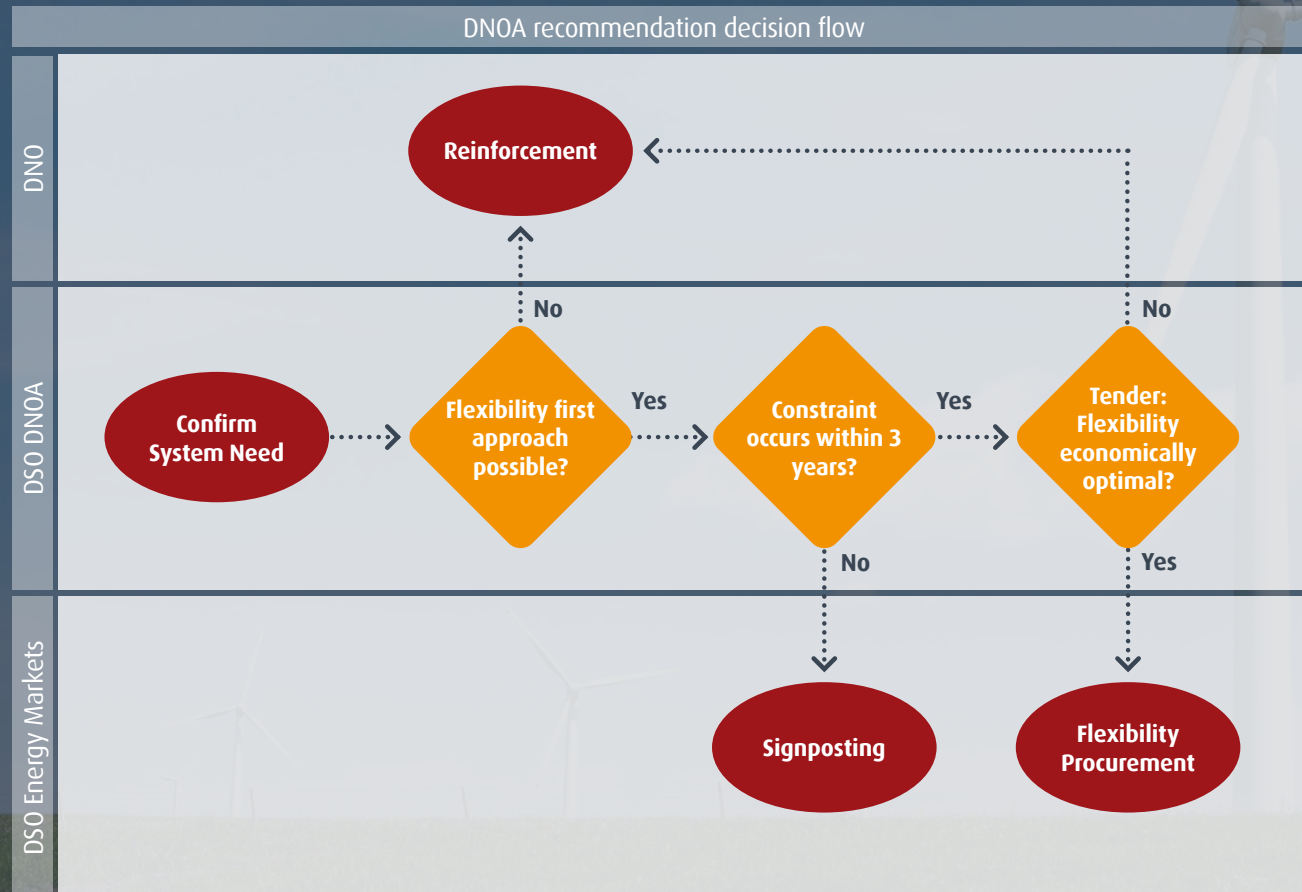 DNOA recommendation decision flow
DNO
Reinforcement
No
No
DSO DNOA
Confirm
System Need
Flexibility first
approach
possible?
Yes
Constraint
occurs within 3
years?
Yes
Tender:
Flexibility
economically
optimal?
No
Yes
DSO Energy Markets
Signposting
Flexibility
Procurement